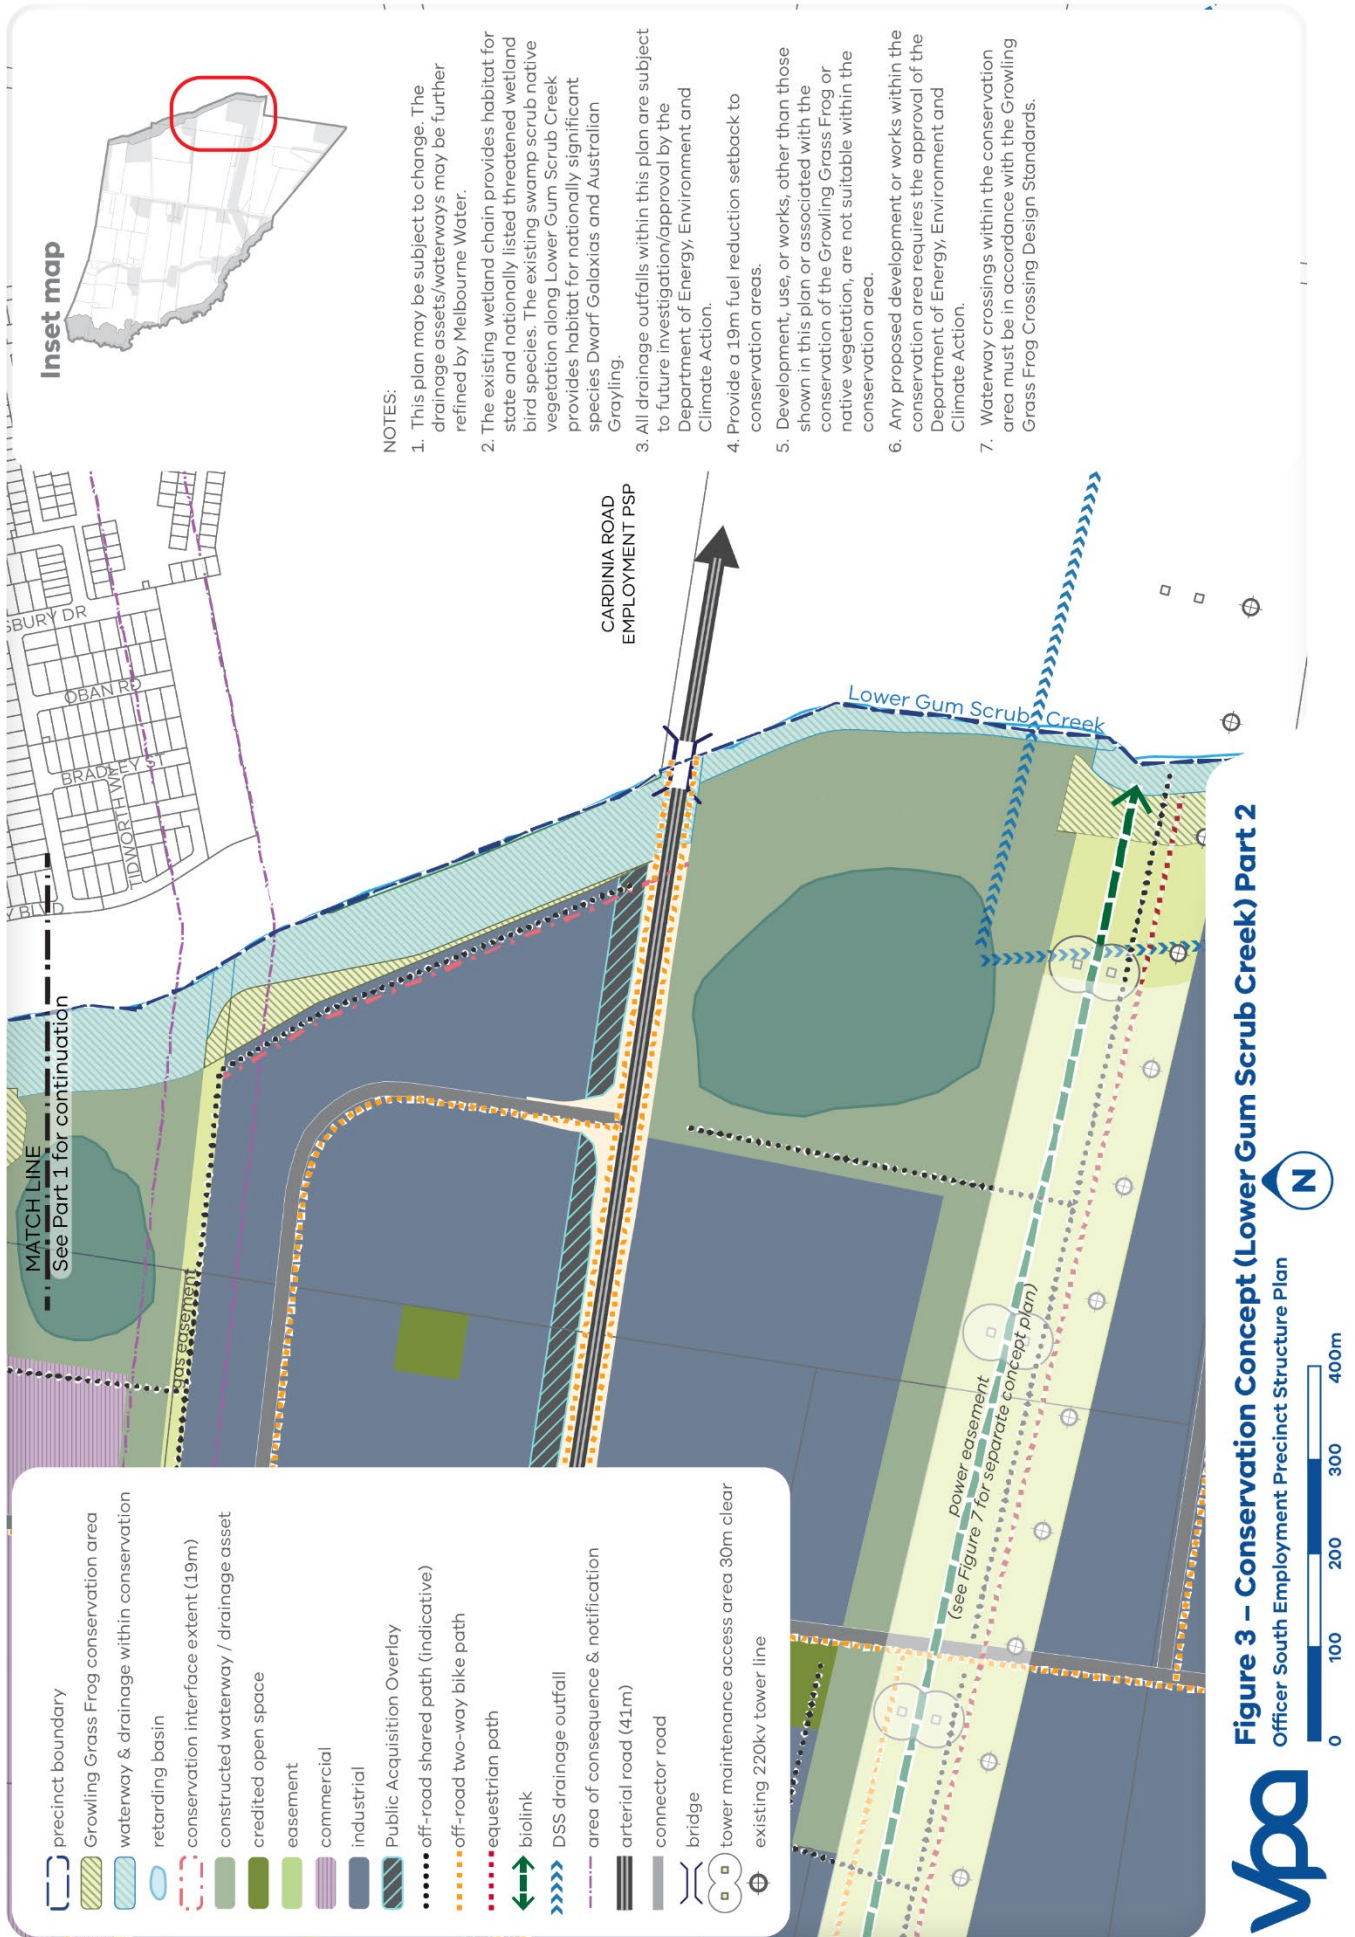 Inset map
NOTES:
1. This plan may be subject to change. The
drainage assets/waterways may be further
refined by Melbourne Water.
2. The existing wetland chain provides habitat for
state and nationally listed threatened wetland
bird species. The existing swamp scrub native
vegetation along Lower Gum Scrub Creek
provides habitat for nationally significant
species Dwarf Galaxias and Australian
Grayling.
3. All drainage outfalls within this plan are subject
to future investigation/approval by the
Department of Energy, Environment and
Climate Action.
4. Provide a 19m fuel reduction setback to
conservation areas.
5. Development, use, or works, other than those
shown in this plan or associated with the
conservation of the Growling Grass Frog or
native vegetation, are not suitable within the
conservation area.
6. Any proposed development or works within the
conservation area requires the approval of the
Department of Energy, Environment and
Climate Action.
7. Waterway crossings within the conservation
area must be in accordance with the Growling
Grass Frog Crossing Design Standards.
SBURY DR
OBAN RD
BRADLEY ST
TIDWORTH WY
Y BLVD
MATCH LINE
See Part 1 for continuation
CARDINIA ROAD
EMPLOYMENT PSP
Lower Gum Scrub Creek
gas easement
power easement
(see Figure 7 for separate concept plan)
precinct boundary
Growling Grass Frog conservation area
waterway & drainage within conservation
retarding basin
conservation interface extent (19m)
constructed waterway / drainage asset
credited open space
easement
commercial
industrial
Public Acquisition Overlay
off-road shared path (indicative)
off-road two-way bike path
equestrian path
biolink
DSS drainage outfall
area of consequence & notification
arterial road (41m)
connector road
bridge
tower maintenance access area 30m clear
existing 220kv tower line
vpa
Figure 3 – Conservation Concept (Lower Gum Scrub Creek) Part 2
Officer South Employment Precinct Structure Plan
0 100 200 300 400m
N